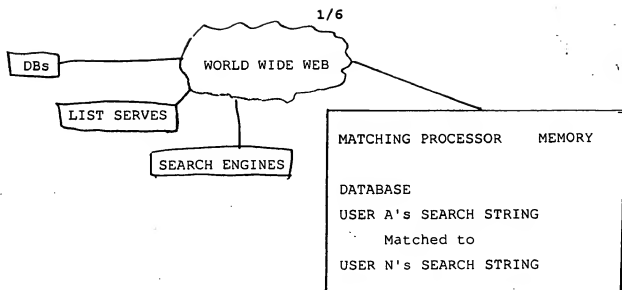 1/6
DBs
WORLD WIDE WEB
LIST SERVES
SEARCH ENGINES
MATCHING PROCESSOR MEMORY
DATABASE
USER A's SEARCH STRING
Matched to
USER N's SEARCH STRING